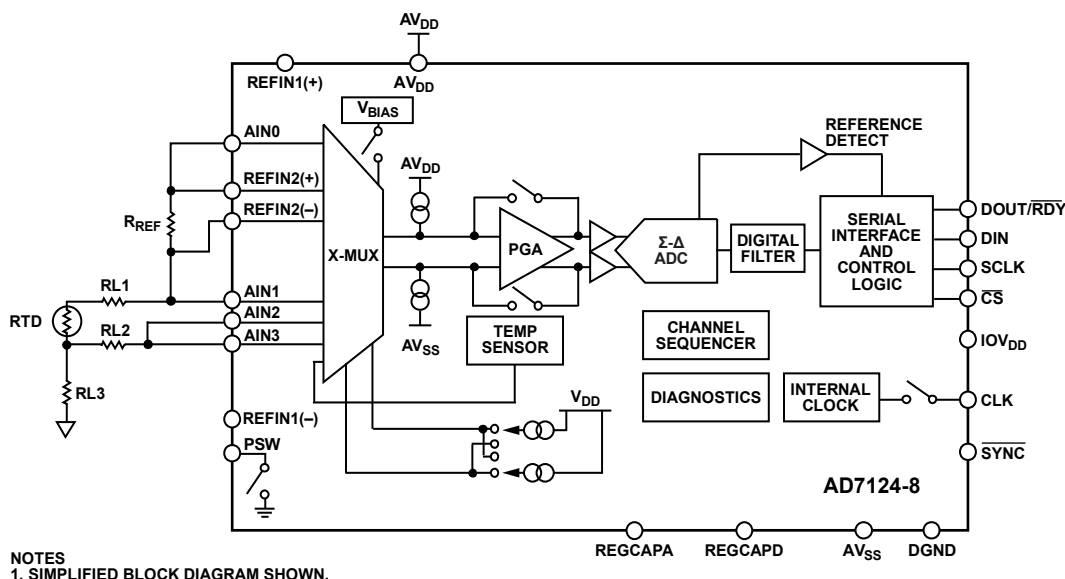 AVDD
REFIN1(+)
AVDD
VBIAS
AIN0
REFERENCE
DETECT
AVDD
REFIN2(+)
RREF
REFIN2(–)
X-MUX
PGA
Σ-Δ
ADC
DIGITAL
FILTER
SERIAL
INTERFACE
AND
CONTROL
LOGIC
DOUT/RDY
DIN
SCLK
CS
RL1
AIN1
RTD
AIN2
RL2
AIN3
AVSS
TEMP
SENSOR
CHANNEL
SEQUENCER
IOVDD
RL3
VDD
DIAGNOSTICS
INTERNAL
CLOCK
CLK
REFIN1(–)
PSW
SYNC
AD7124-8
REGCAPA
REGCAPD
AVSS
DGND
NOTES
1. SIMPLIFIED BLOCK DIAGRAM SHOWN.